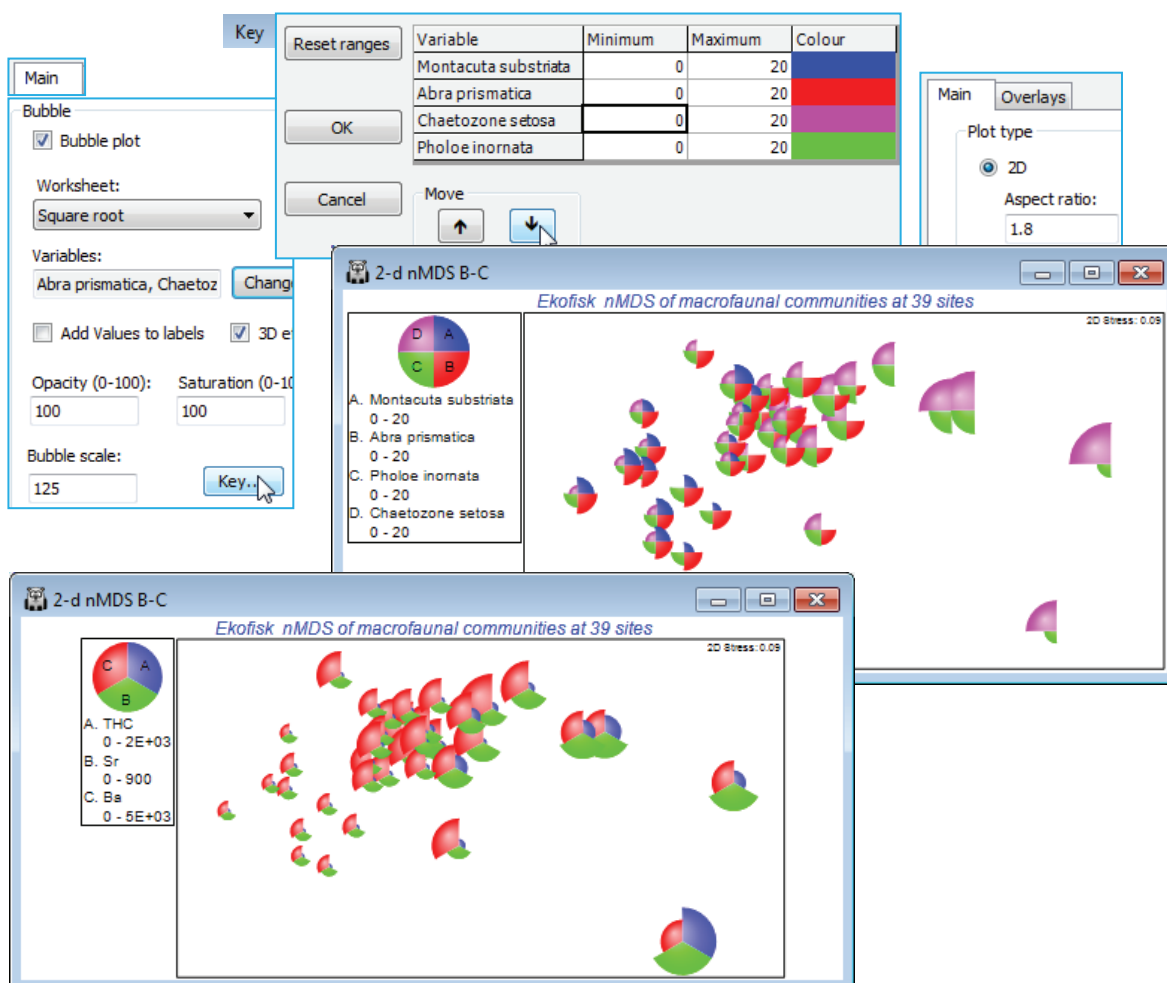 Key
Reset ranges
OK
Cancel
Variable Minimum Maximum Colour
Montacuta substriata 0 20
Abra prismatica 0 20
Chaetozone setosa 0 20
Pholoe inornata 0 20
Move
Main
Bubble
Bubble plot
Worksheet:
Square root
Variables:
Abra prismatica, Chaetoz Chang
Add Values to labels 3D e
Opacity (0-100): Saturation (0-10
100 100
Bubble scale:
125 Key...
Main Overlays
Plot type
2D
Aspect ratio:
1.8
2-d nMDS B-C
Ekofisk nMDS of macrofaunal communities at 39 sites
2D Stress: 0.09
D A
C B
A. Montacuta substriata
0 - 20
B. Abra prismatica
0 - 20
C. Pholoe inornata
0 - 20
D. Chaetozone setosa
0 - 20
2-d nMDS B-C
Ekofisk nMDS of macrofaunal communities at 39 sites
2D Stress: 0.09
C A
B
A. THC
0 - 2E+03
B. Sr
0 - 900
C. Ba
0 - 5E+03